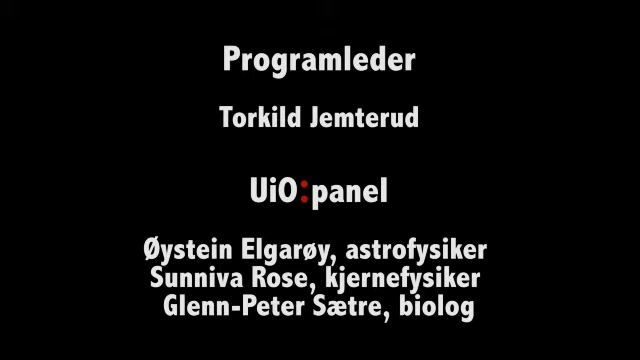 Programleder
Torkild Jemterud
UiO:panel
Øystein Elgarøy, astrofysiker
Sunniva Rose, kjernefysiker
Glenn-Peter Sætre, biolog